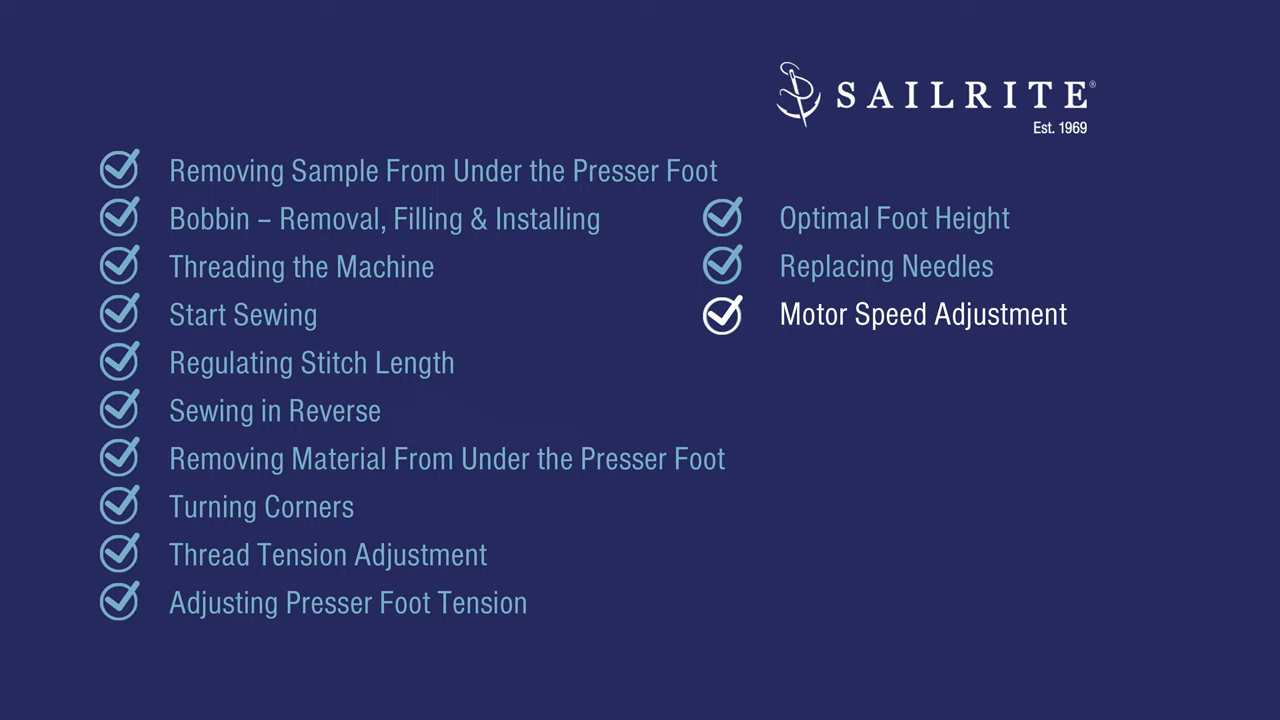 SAILRITE®
Est. 1969
Removing Sample From Under the Presser Foot
Bobbin – Removal, Filling & Installing
Threading the Machine
Start Sewing
Regulating Stitch Length
Sewing in Reverse
Removing Material From Under the Presser Foot
Turning Corners
Thread Tension Adjustment
Adjusting Presser Foot Tension
Optimal Foot Height
Replacing Needles
Motor Speed Adjustment